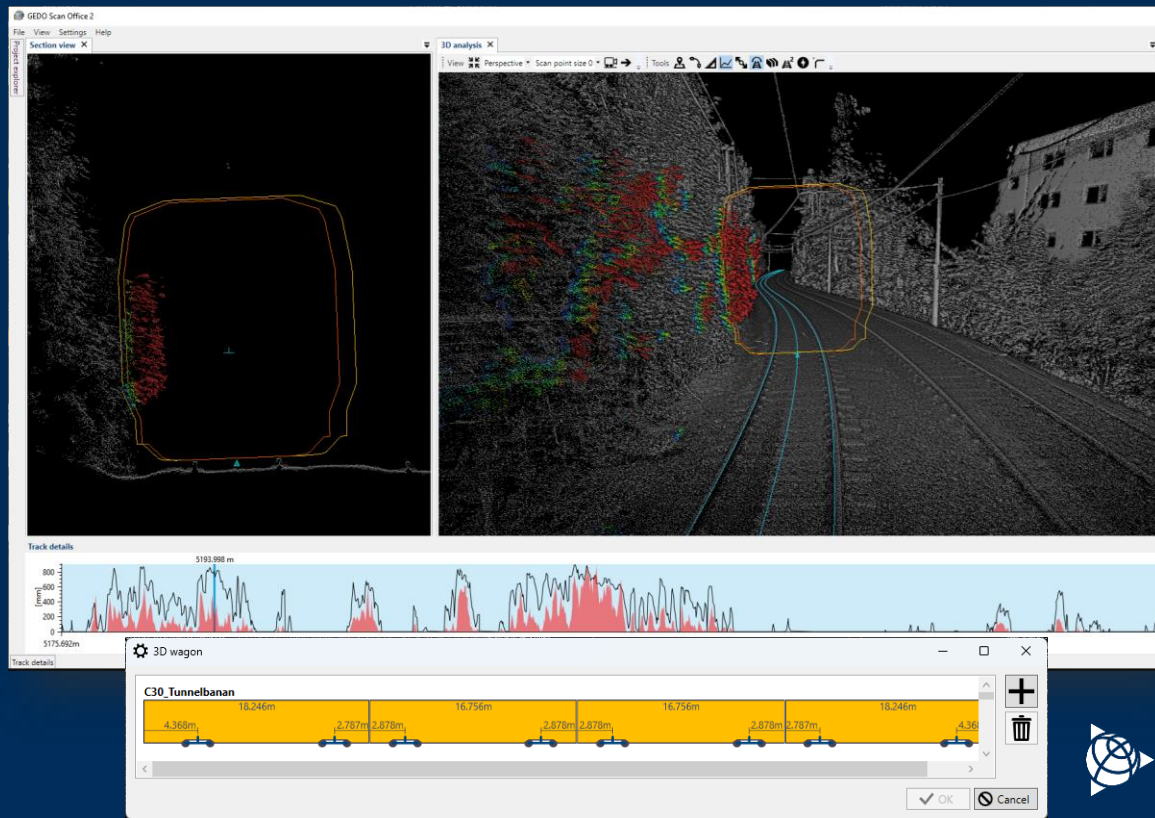 GEDO Scan Office 2
File View Settings Help
Project explorer
Section view
3D analysis
View Perspective Scan point size 0 Tools
Track details
5193.998 m
800
600
400
200
0
[mm]
5175.692m
Track details
3D wagon
C30_Tunnelbanan
18.246m 16.756m 16.756m 18.246m
4.368m 2.787m 2.878m 2.878m 2.878m 2.878m 2.787m 4.368
OK Cancel